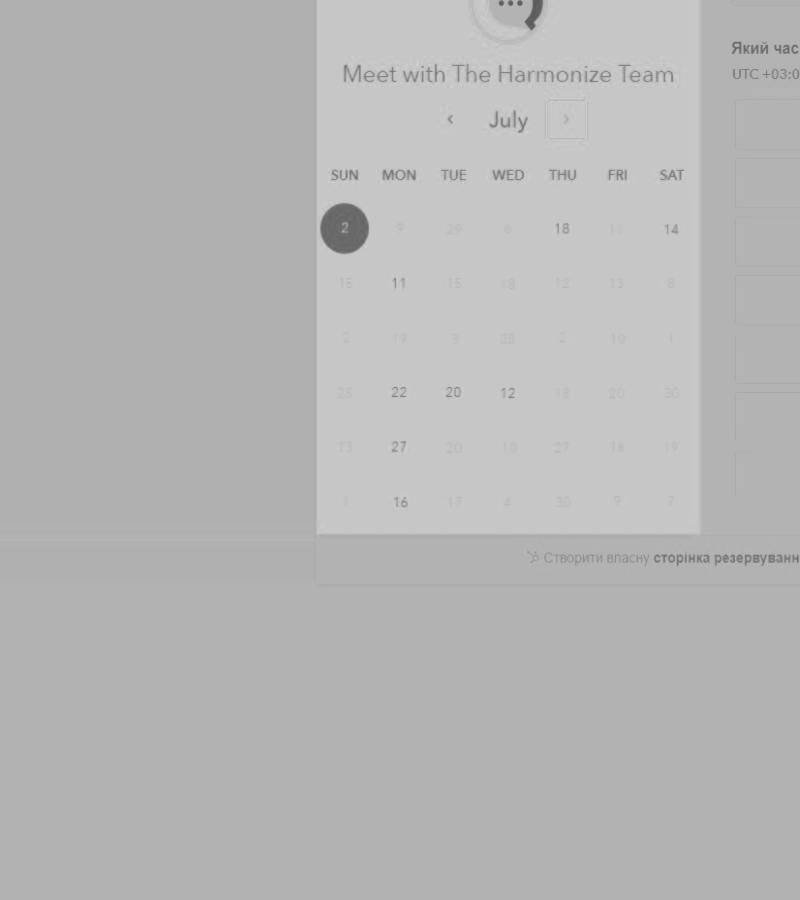 Який час
Meet with The Harmonize Team
UTC +03:0
July
SUN MON TUE WED THU FRI SAT
2 9 29 6 18 11 14
15 11 15 18 12 13 8
2 19 3 28 2 10 1
25 22 20 12 18 20 30
13 27 20 10 27 16 19
1 16 17 4 30 9 7
Створити власну сторінка резервуванн